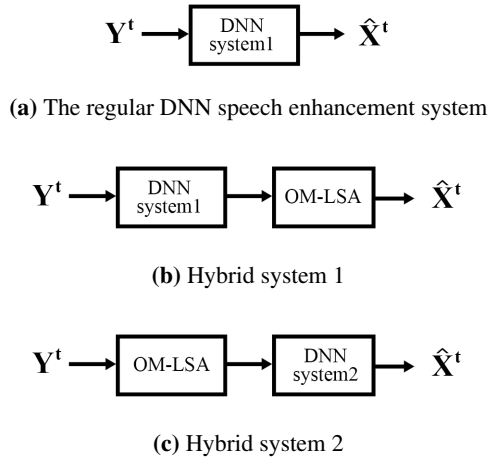 Y^t DNN system1 X̂^t
(a) The regular DNN speech enhancement system
Y^t DNN system1 OM-LSA X̂^t
(b) Hybrid system 1
Y^t OM-LSA DNN system2 X̂^t
(c) Hybrid system 2